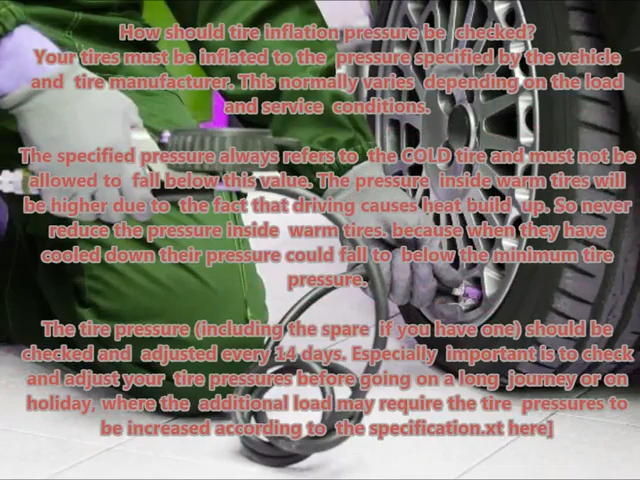 How should tire inflation pressure be checked?
Your tires must be inflated to the pressure specified by the vehicle
and tire manufacturer. This normally varies depending on the load
and service conditions.
The specified pressure always refers to the COLD tire and must not be
allowed to fall below this value. The pressure inside warm tires will
be higher due to the fact that driving causes heat build up. So never
reduce the pressure inside warm tires. because when they have
cooled down their pressure could fall to below the minimum tire
pressure.
The tire pressure (including the spare if you have one) should be
checked and adjusted every 14 days. Especially important is to check
and adjust your tire pressures before going on a long journey or on
holiday, where the additional load may require the tire pressures to
be increased according to the specification.xt here]